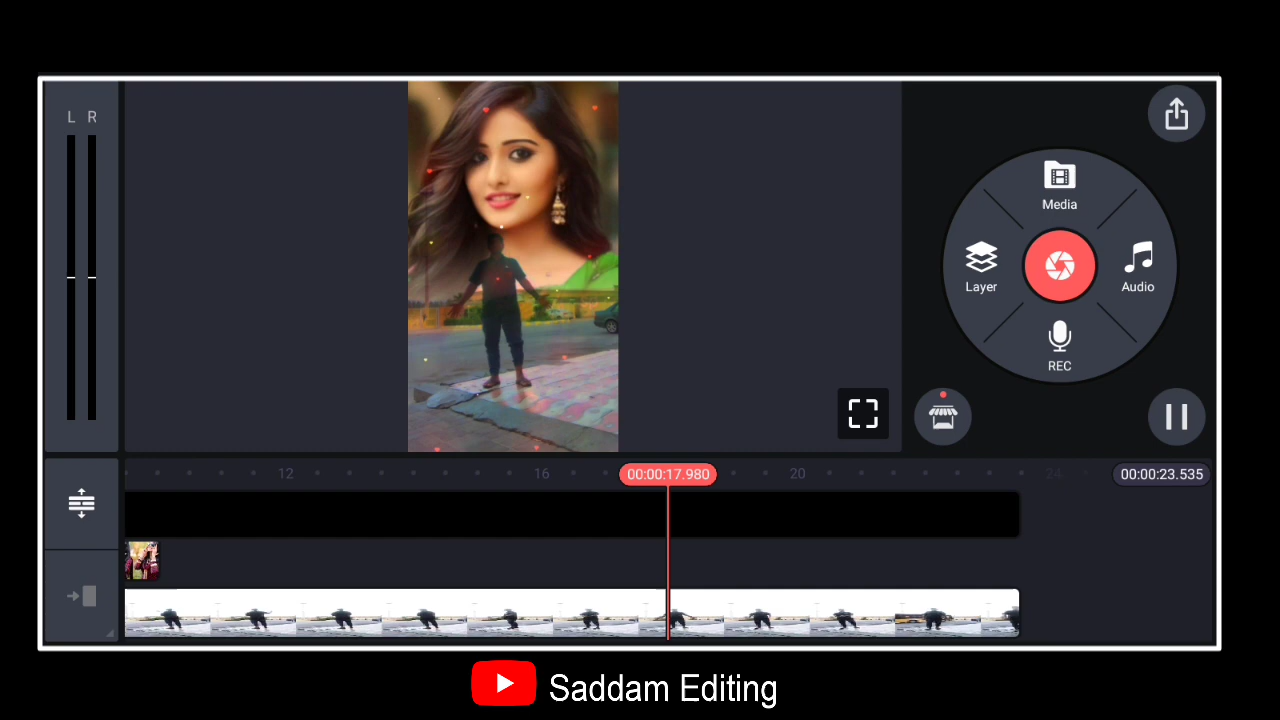 L R
Media
Layer
Audio
REC
12
16
00:00:17.980
20
24
00:00:23.535
Saddam Editing